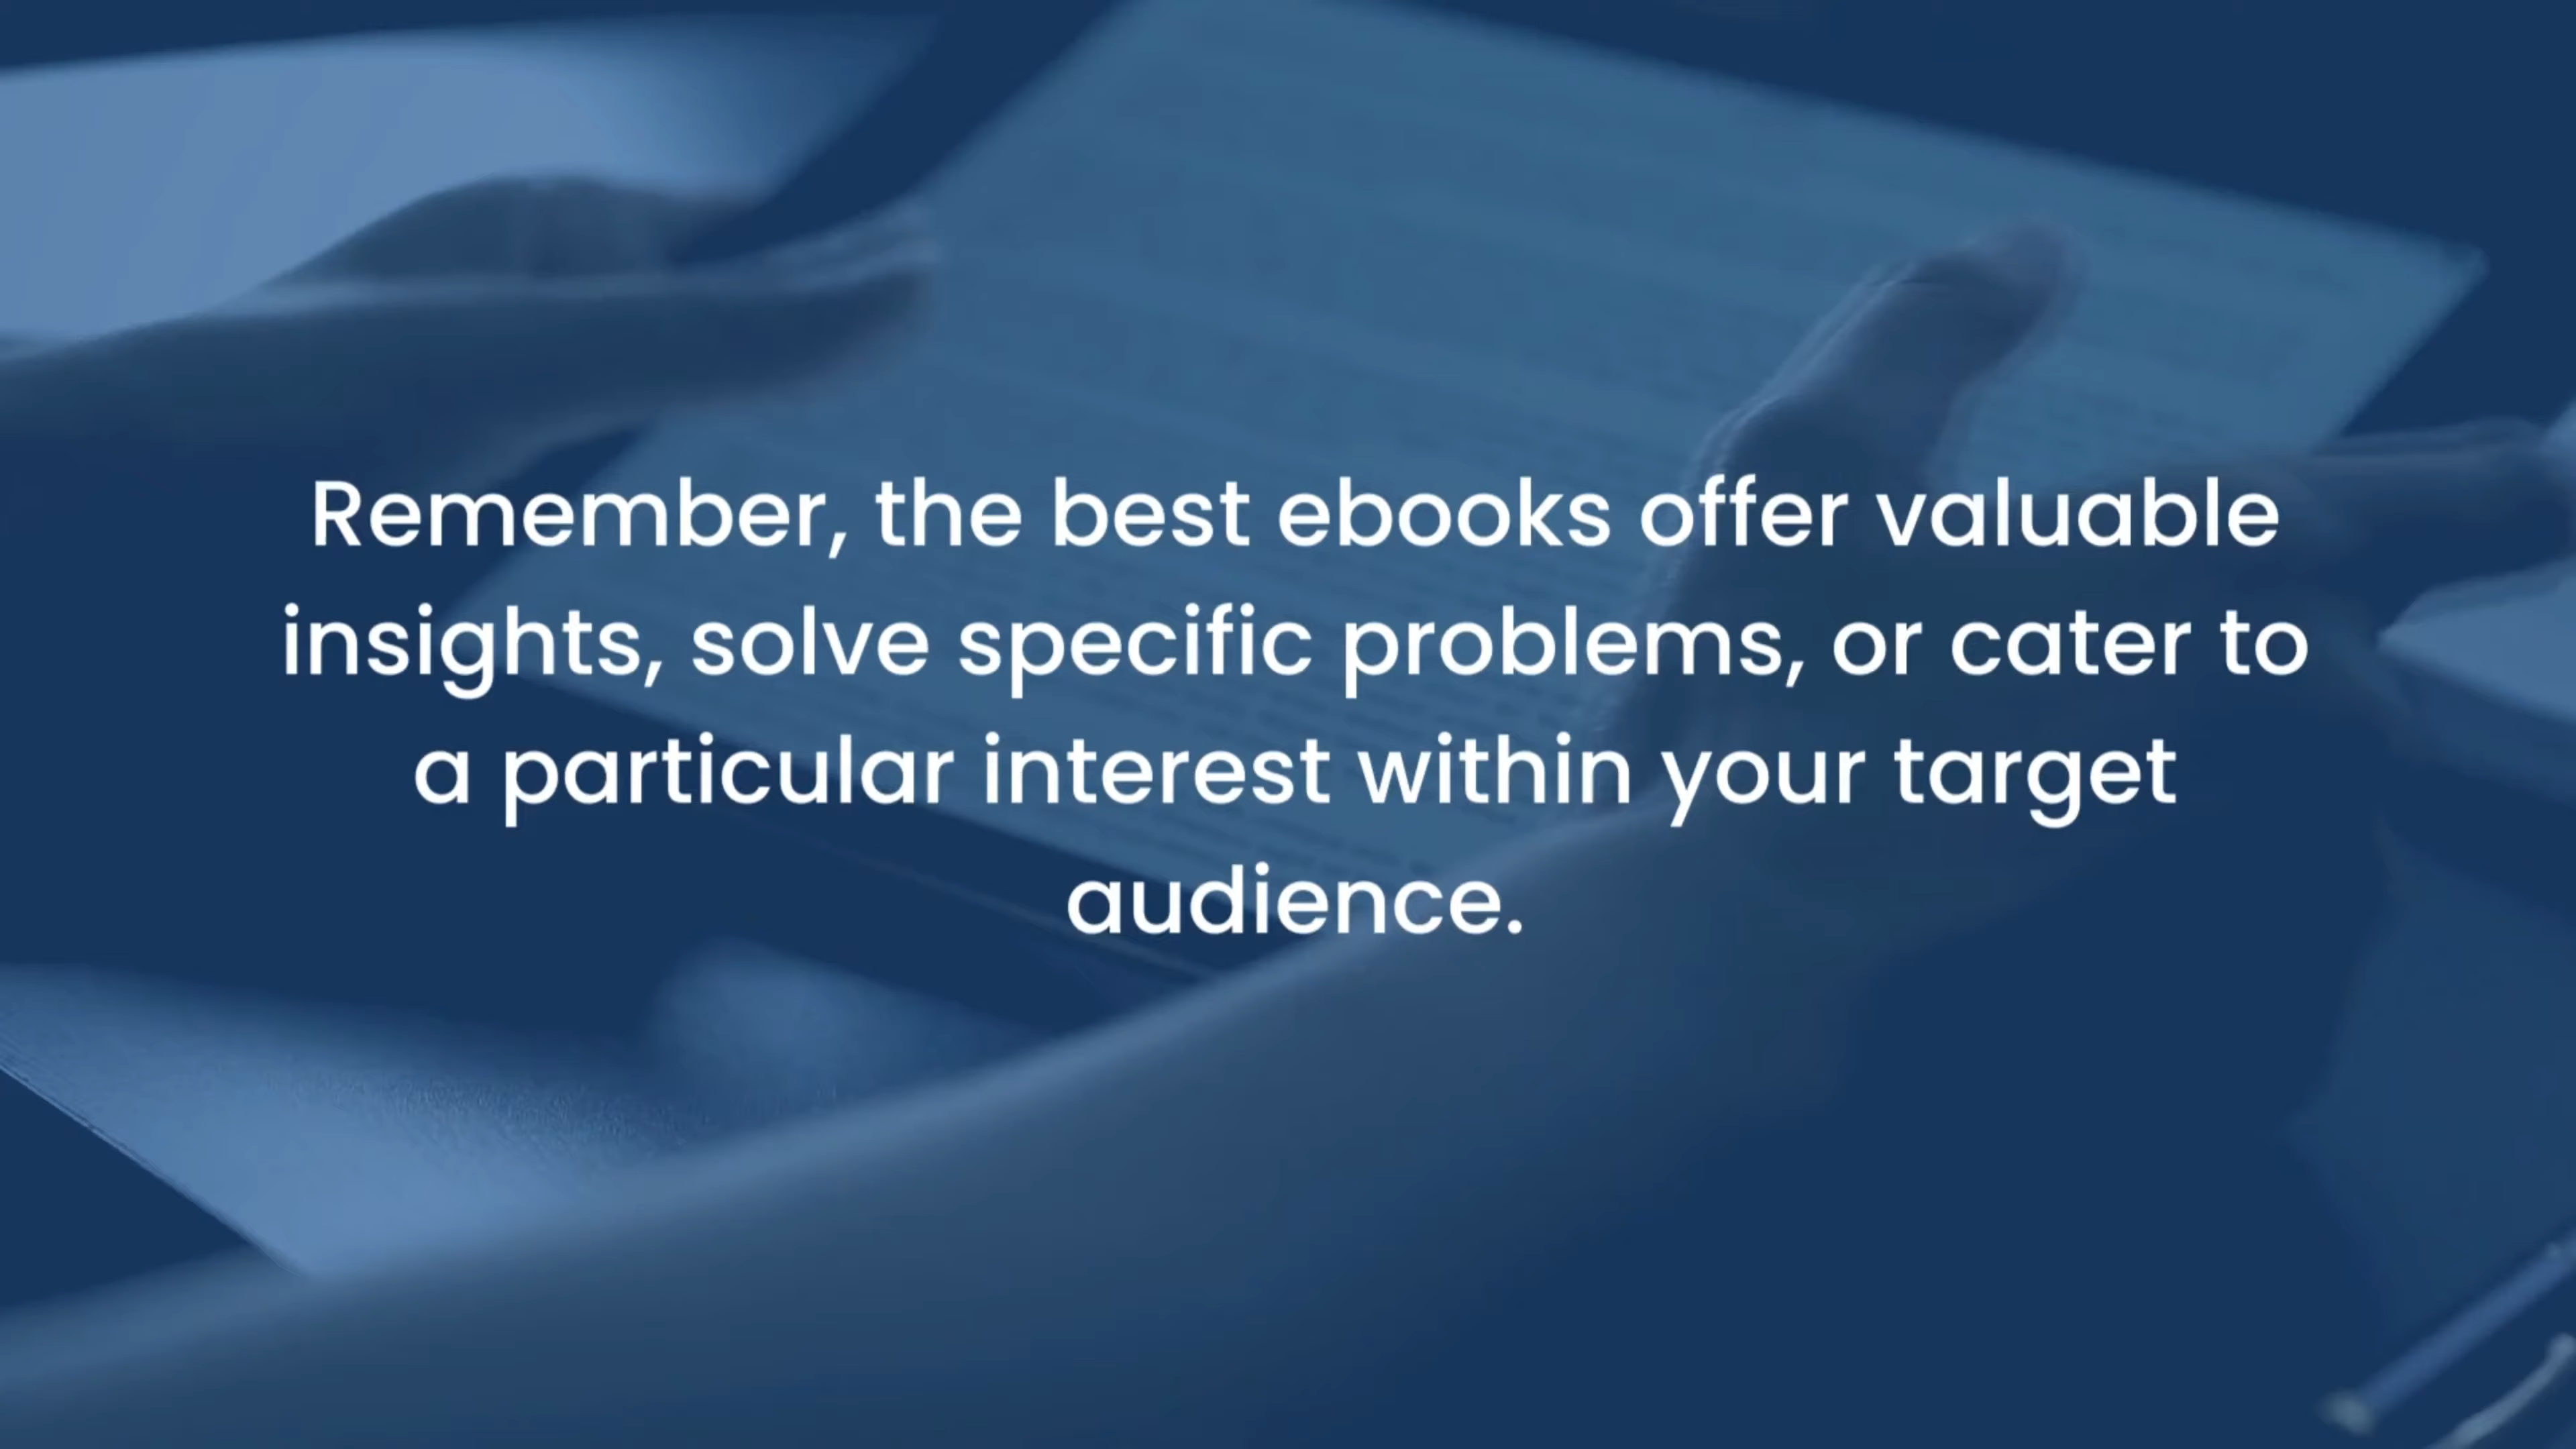 Remember, the best ebooks offer valuable
insights, solve specific problems, or cater to
a particular interest within your target
audience.